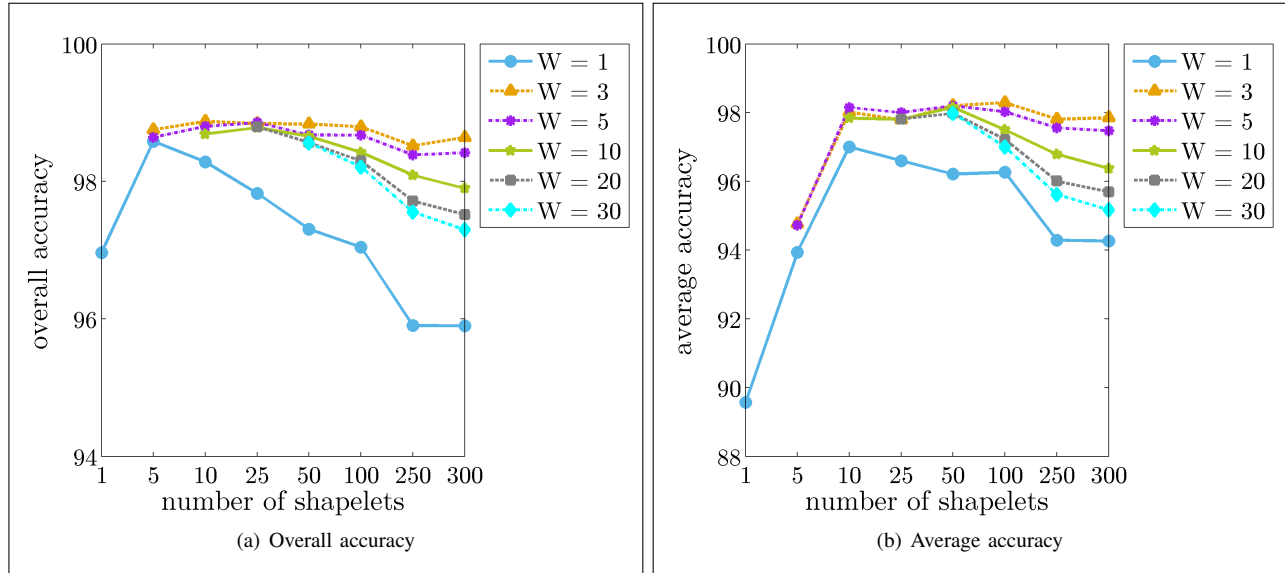 100
98
96
94
overall accuracy
1 5 10 25 50 100 250 300
number of shapelets
W = 1
W = 3
W = 5
W = 10
W = 20
W = 30
(a) Overall accuracy
100
98
96
94
92
90
88
average accuracy
1 5 10 25 50 100 250 300
number of shapelets
W = 1
W = 3
W = 5
W = 10
W = 20
W = 30
(b) Average accuracy